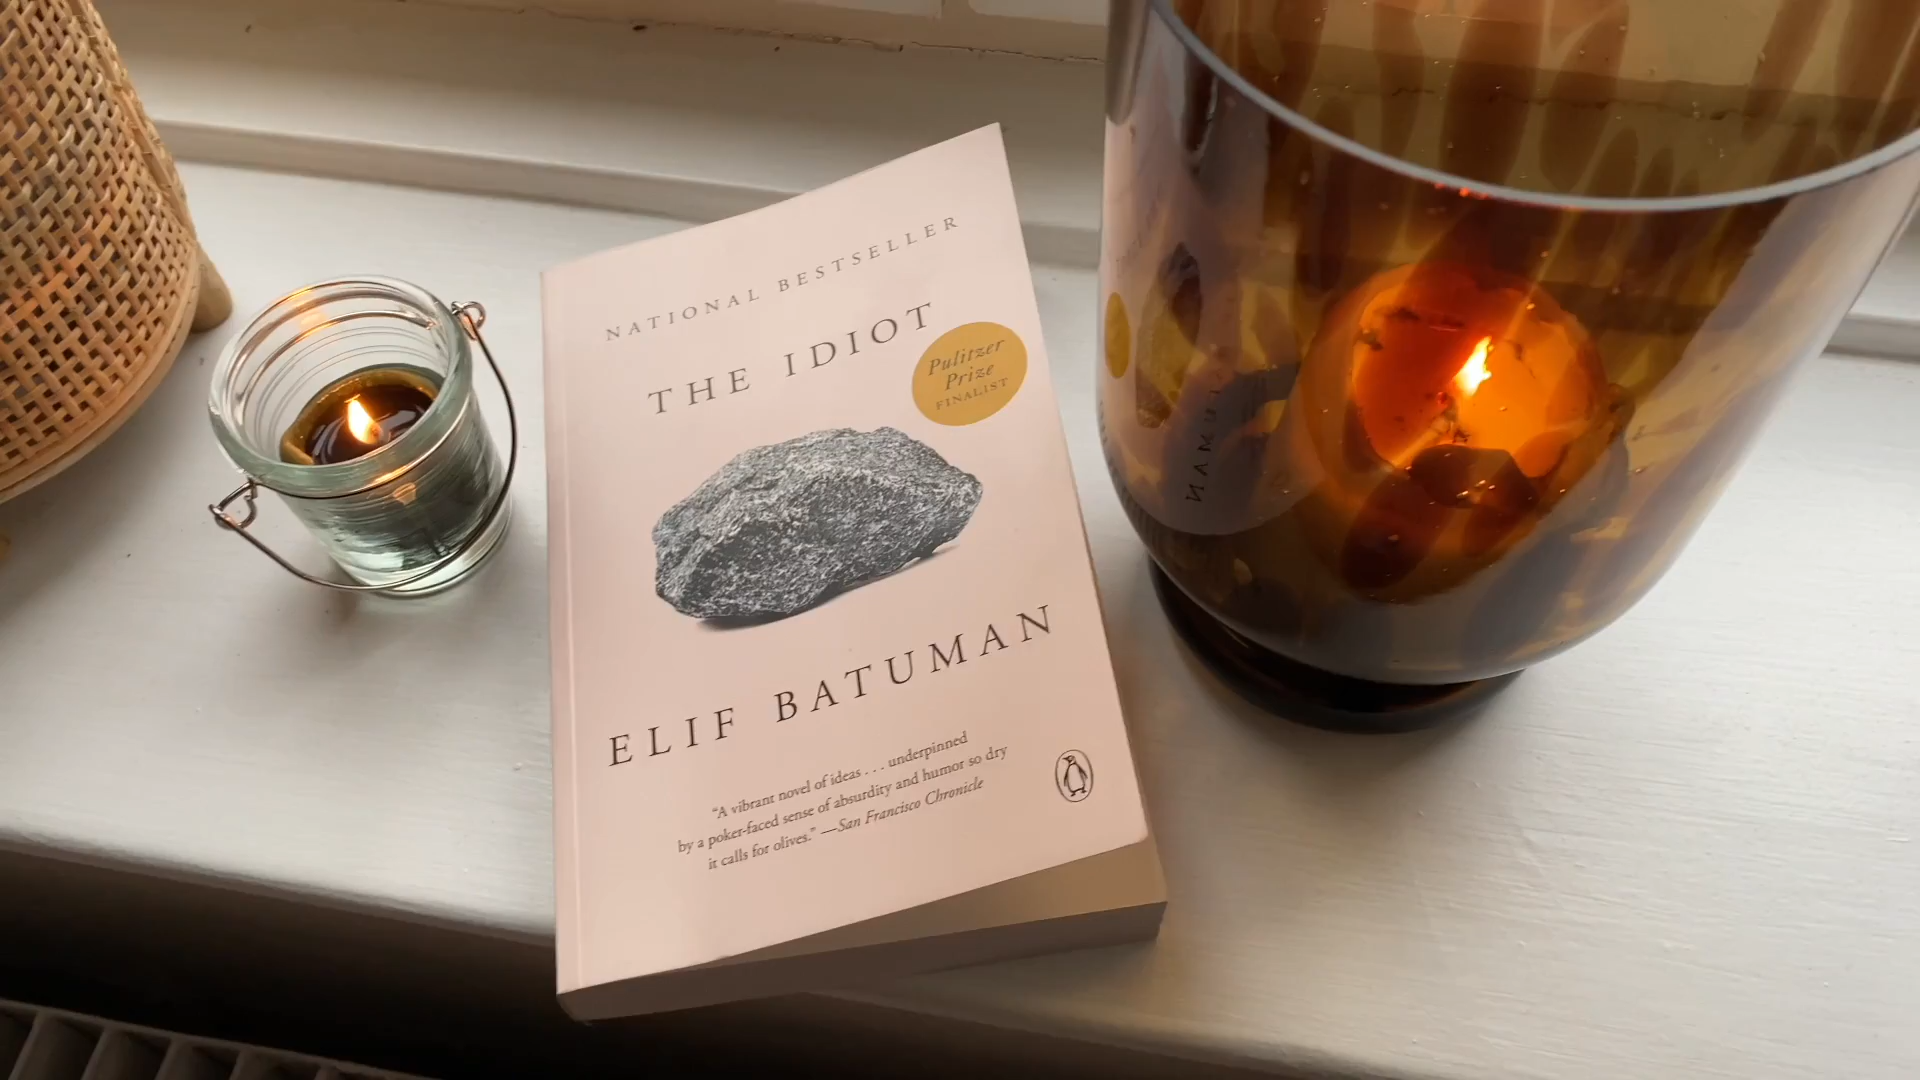 NATIONAL BESTSELLER
THE IDIOT
Pulitzer
Prize
FINALIST
ELIF BATUMAN
“A vibrant novel of ideas . . . underpinned
by a poker-faced sense of absurdity and humor so dry
it calls for olives.” —San Francisco Chronicle